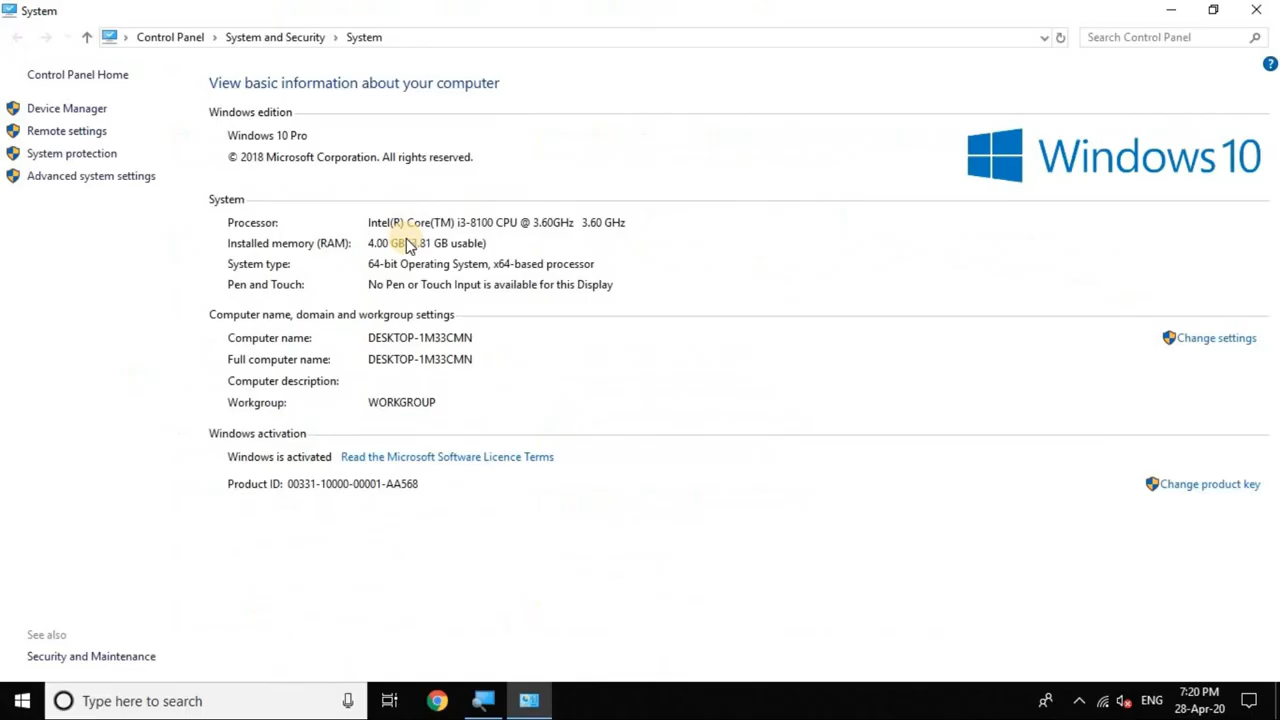 System
Control Panel › System and Security › System
Search Control Panel
Control Panel Home
Device Manager
Remote settings
System protection
Advanced system settings
View basic information about your computer
Windows edition
Windows 10 Pro
© 2018 Microsoft Corporation. All rights reserved.
Windows 10
System
Processor: Intel(R) Core(TM) i3-8100 CPU @ 3.60GHz 3.60 GHz
Installed memory (RAM): 4.00 GB (3.81 GB usable)
System type: 64-bit Operating System, x64-based processor
Pen and Touch: No Pen or Touch Input is available for this Display
Computer name, domain and workgroup settings
Computer name: DESKTOP-1M33CMN
Change settings
Full computer name: DESKTOP-1M33CMN
Computer description:
Workgroup: WORKGROUP
Windows activation
Windows is activated Read the Microsoft Software Licence Terms
Product ID: 00331-10000-00001-AA568
Change product key
See also
Security and Maintenance
Type here to search
ENG
7:20 PM
28-Apr-20